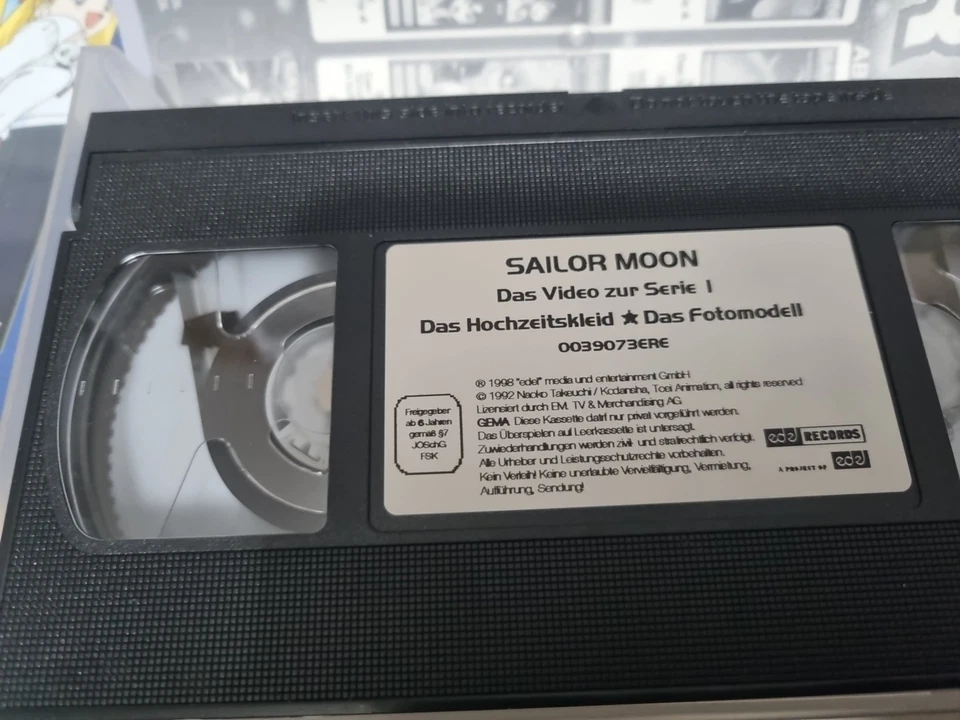 SAILOR MOON
Das Video zur Serie 1
Das Hochzeitskleid ★ Das Fotomodell
0039073ERE
℗ 1998 "edel" media und entertainment GmbH
© 1992 Naoko Takeuchi / Kodansha, Toei Animation, all rights reserved
Lizensiert durch EM. TV & Merchandising AG.
GEMA Diese Kassette darf nur privat vorgeführt werden.
Das Überspielen auf Leerkassette ist untersagt.
Zuwiederhandlungen werden zivil- und strafrechtlich verfolgt.
Alle Urheber und Leistungsschutzrechte vorbehalten.
Kein Verleih! Keine unerlaubte Vervielfältigung, Vermietung,
Aufführung, Sendung!
Freigegeben
ab 6 Jahren
gemäß §7
JÖSchG
FSK
edel RECORDS
A PROJECT OF edel